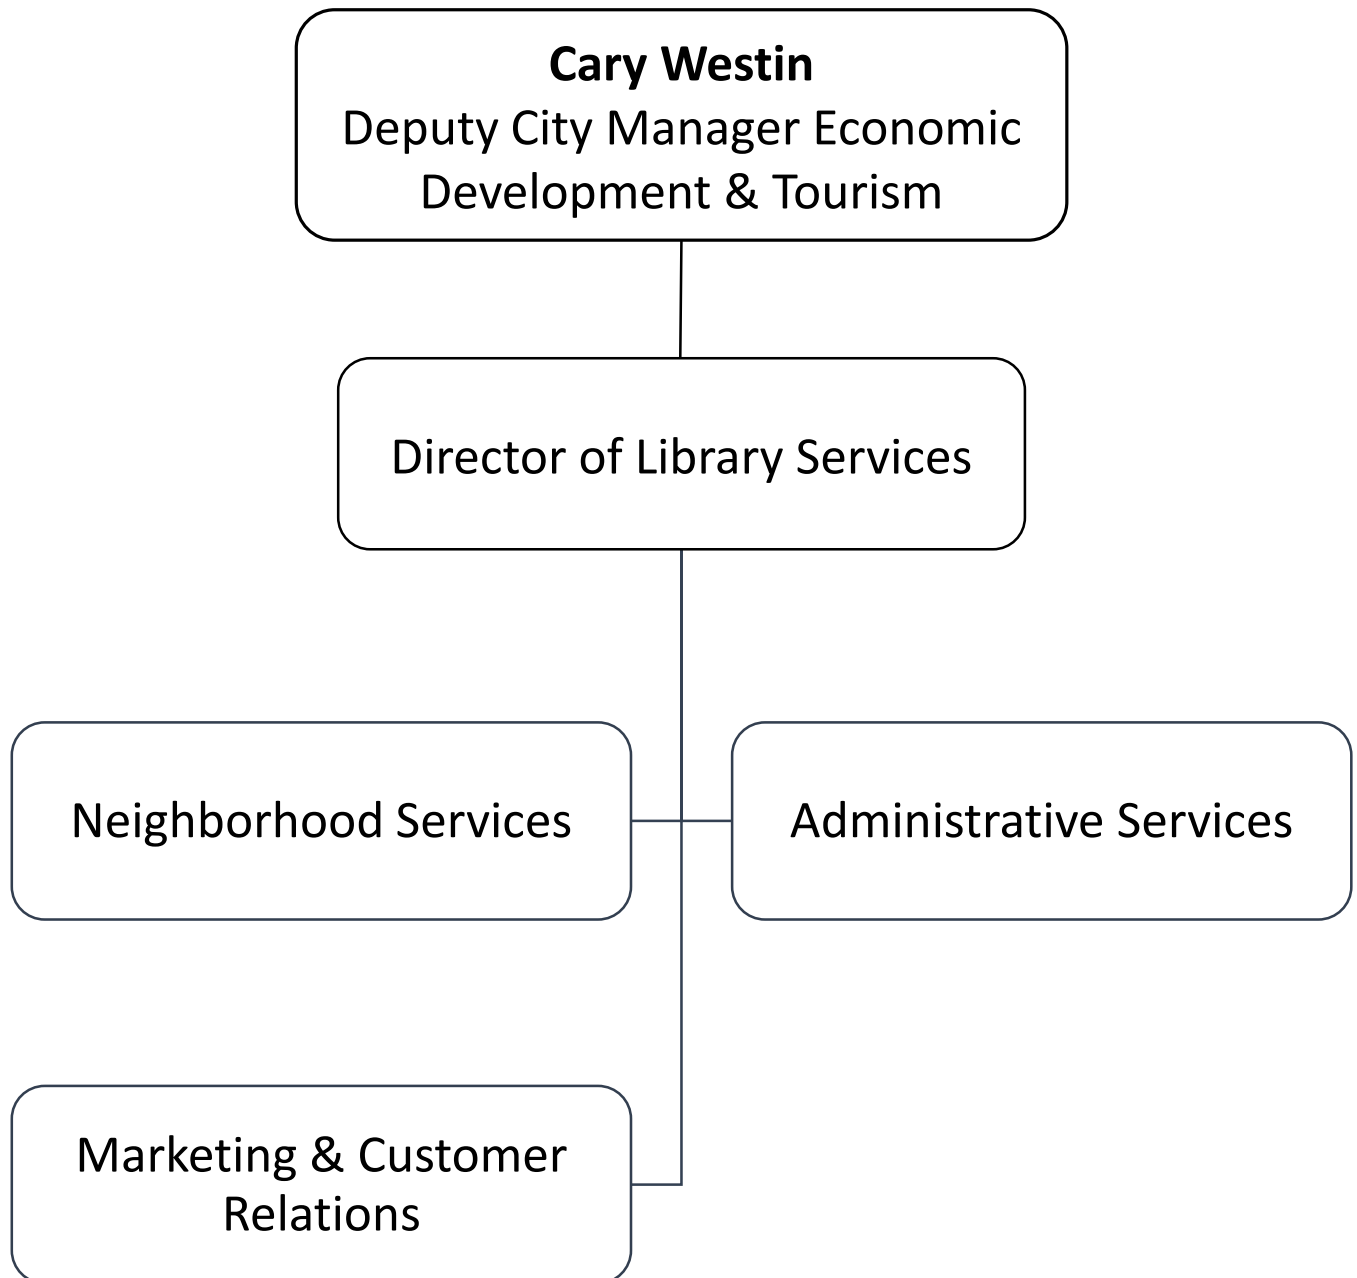 Cary Westin
Deputy City Manager Economic
Development & Tourism
Director of Library Services
Neighborhood Services
Administrative Services
Marketing & Customer
Relations